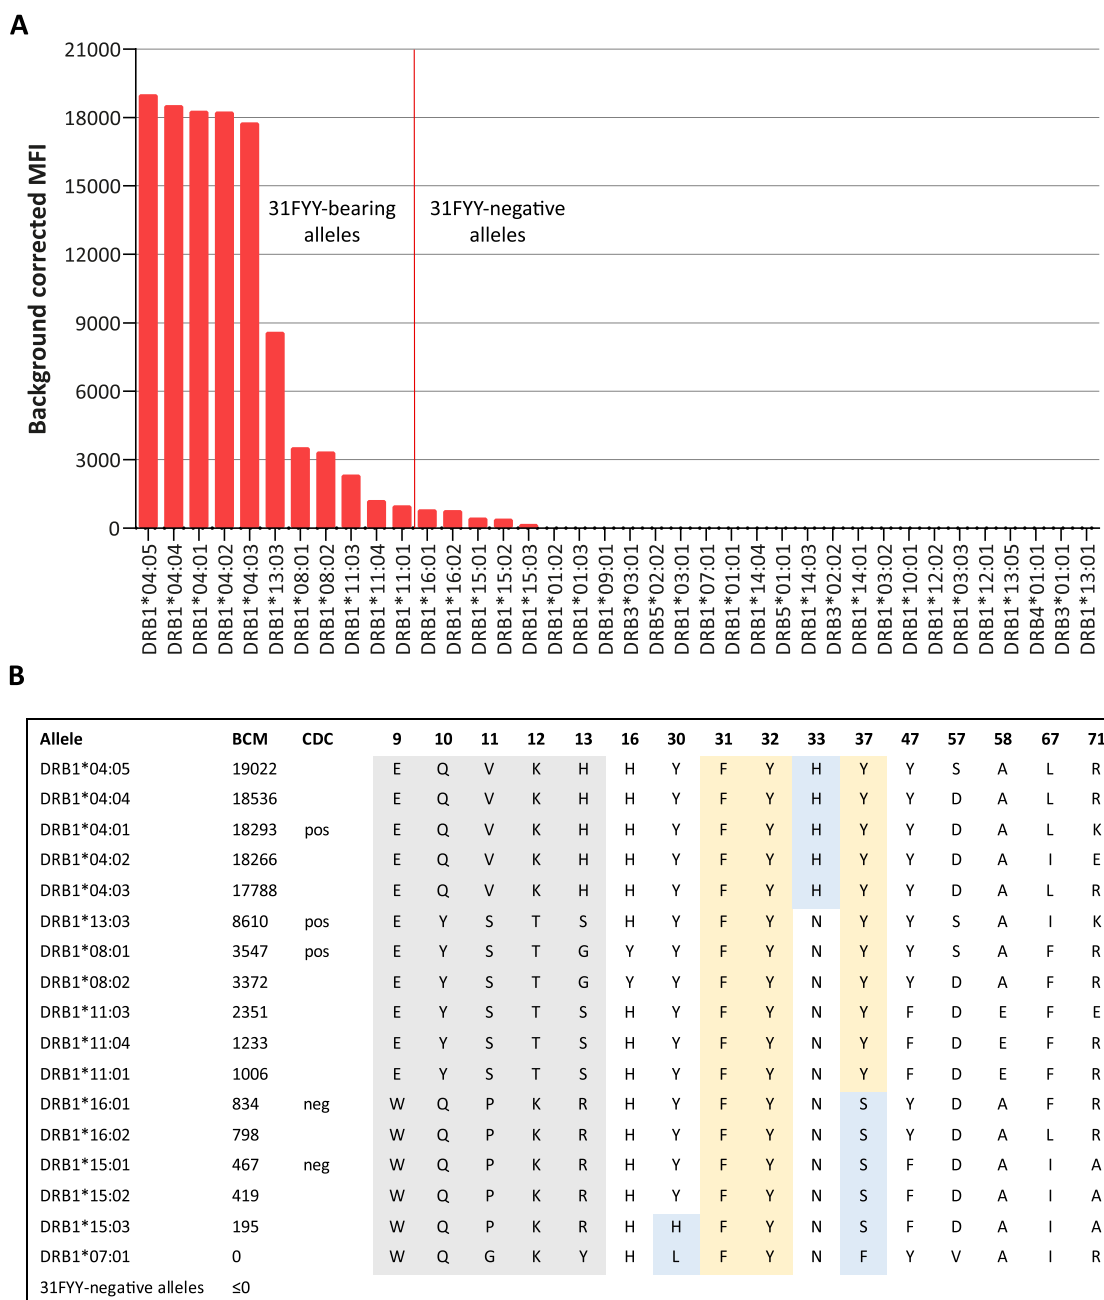 A
Background corrected MFI
21000
18000
15000
12000
9000
6000
3000
0
31FYY-bearing
alleles
31FYY-negative
alleles
DRB1*04:05
DRB1*04:04
DRB1*04:01
DRB1*04:02
DRB1*04:03
DRB1*13:03
DRB1*08:01
DRB1*08:02
DRB1*11:03
DRB1*11:04
DRB1*11:01
DRB1*16:01
DRB1*16:02
DRB1*15:01
DRB1*15:02
DRB1*15:03
DRB1*01:02
DRB1*01:03
DRB1*09:01
DRB3*03:01
DRB5*02:02
DRB1*03:01
DRB1*07:01
DRB1*01:01
DRB1*14:04
DRB5*01:01
DRB1*14:03
DRB3*02:02
DRB1*14:01
DRB1*03:02
DRB1*10:01
DRB1*12:02
DRB1*03:03
DRB1*12:01
DRB1*13:05
DRB4*01:01
DRB3*01:01
DRB1*13:01
B
Allele BCM CDC 9 10 11 12 13 16 30 31 32 33 37 47 57 58 67 71
DRB1*04:05 19022 E Q V K H H Y F Y H Y Y S A L R
DRB1*04:04 18536 E Q V K H H Y F Y H Y Y D A L R
DRB1*04:01 18293 pos E Q V K H H Y F Y H Y Y D A L K
DRB1*04:02 18266 E Q V K H H Y F Y H Y Y D A I E
DRB1*04:03 17788 E Q V K H H Y F Y H Y Y D A L R
DRB1*13:03 8610 pos E Y S T S H Y F Y N Y Y S A I K
DRB1*08:01 3547 pos E Y S T G Y Y F Y N Y Y S A F R
DRB1*08:02 3372 E Y S T G Y Y F Y N Y Y D A F R
DRB1*11:03 2351 E Y S T S H Y F Y N Y F D E F E
DRB1*11:04 1233 E Y S T S H Y F Y N Y F D E F R
DRB1*11:01 1006 E Y S T S H Y F Y N Y F D E F R
DRB1*16:01 834 neg W Q P K R H Y F Y N S Y D A F R
DRB1*16:02 798 W Q P K R H Y F Y N S Y D A L R
DRB1*15:01 467 neg W Q P K R H Y F Y N S F D A I A
DRB1*15:02 419 W Q P K R H Y F Y N S F D A I A
DRB1*15:03 195 W Q P K R H H F Y N S F D A I A
DRB1*07:01 0 W Q G K Y H L F Y N F Y V A I R
31FYY-negative alleles ≤0